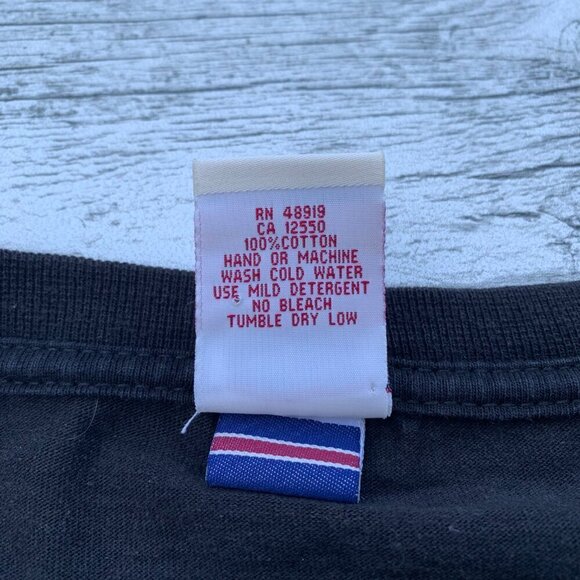 RN 48919
CA 12550
100%COTTON
HAND OR MACHINE
WASH COLD WATER
USE MILD DETERGENT
NO BLEACH
TUMBLE DRY LOW